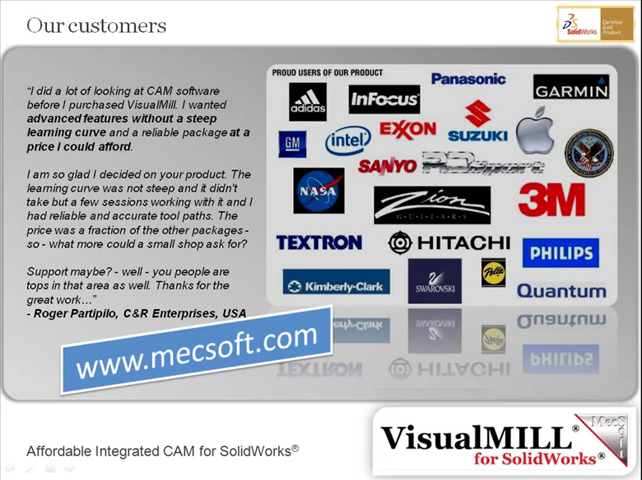 Our customers
SolidWorks
Certified
Gold
Product
“I did a lot of looking at CAM software
before I purchased VisualMill. I wanted
advanced features without a steep
learning curve and a reliable package at a
price I could afford.
I am so glad I decided on your product. The
learning curve was not steep and it didn't
take but a few sessions working with it and I
had reliable and accurate tool paths. The
price was a fraction of the other packages -
so - what more could a small shop ask for?
Support maybe? - well - you people are
tops in that area as well. Thanks for the
great work…”
- Roger Partipilo, C&R Enterprises, USA
www.mecsoft.com
PROUD USERS OF OUR PRODUCT
Panasonic
adidas
InFocus
GARMIN
GM
intel
EXXON
SUZUKI
SANYO
NASA
Zion
GUITARS
3M
TEXTRON
HITACHI
PHILIPS
Kimberly-Clark
SWAROVSKI
Pella
Quantum
Affordable Integrated CAM for SolidWorks®
VisualMILL®
for SolidWorks®
MecSoft